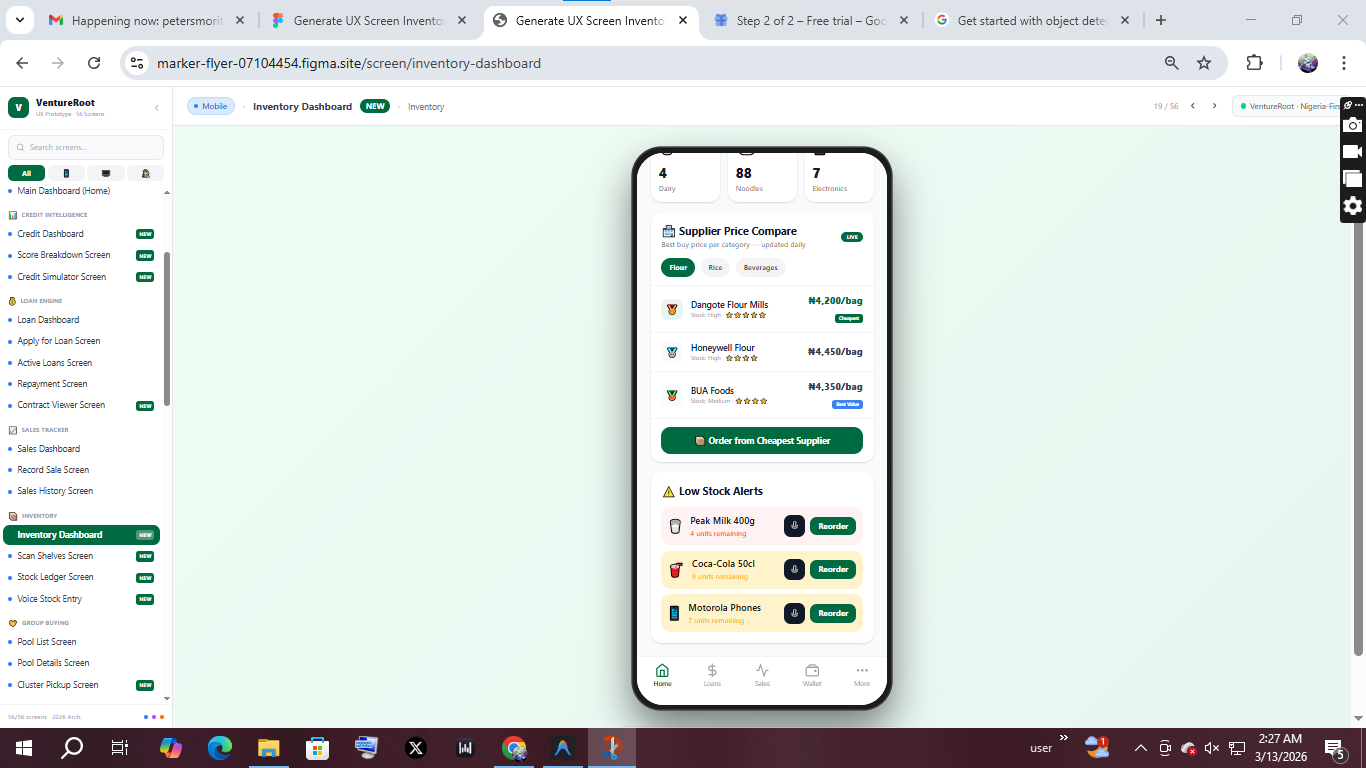 Happening now: petersmorit
Generate UX Screen Invento
Generate UX Screen Invento
Step 2 of 2 – Free trial – Goo
Get started with object dete
marker-flyer-07104454.figma.site/screen/inventory-dashboard
V
VentureRoot
UX Prototype · 56 Screens
Search screens...
All
Main Dashboard (Home)
CREDIT INTELLIGENCE
Credit Dashboard NEW
Score Breakdown Screen NEW
Credit Simulator Screen NEW
LOAN ENGINE
Loan Dashboard
Apply for Loan Screen
Active Loans Screen
Repayment Screen
Contract Viewer Screen NEW
SALES TRACKER
Sales Dashboard
Record Sale Screen
Sales History Screen
INVENTORY
Inventory Dashboard NEW
Scan Shelves Screen NEW
Stock Ledger Screen NEW
Voice Stock Entry NEW
GROUP BUYING
Pool List Screen
Pool Details Screen
Cluster Pickup Screen NEW
56/56 screens · 2026 Arch.
Mobile · Inventory Dashboard NEW · Inventory
19 / 56
VentureRoot · Nigeria-Firs
4 88 7
Dairy Noodles Electronics
Supplier Price Compare
LIVE
Best buy price per category — updated daily
Flour Rice Beverages
Dangote Flour Mills ₦4,200/bag
Stock: High · Cheapest
Honeywell Flour ₦4,450/bag
Stock: High ·
BUA Foods ₦4,350/bag
Stock: Medium · Best Value
Order from Cheapest Supplier
Low Stock Alerts
Peak Milk 400g
4 units remaining
Reorder
Coca-Cola 50cl
9 units remaining
Reorder
Motorola Phones
7 units remaining
Reorder
Home Loans Sales Wallet More
user
1
2:27 AM
3/13/2026
5